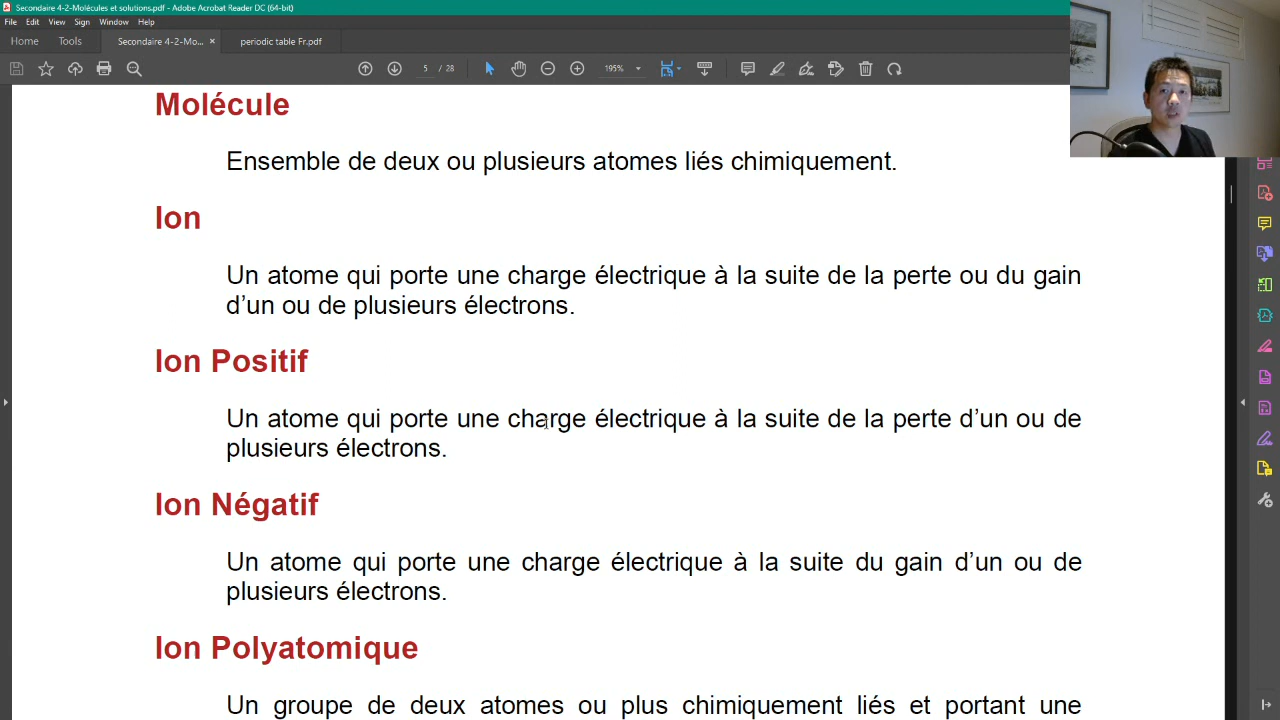 Secondaire 4-2-Molécules et solutions.pdf - Adobe Acrobat Reader DC (64-bit)
File Edit View Sign Window Help
Home Tools Secondaire 4-2-Mo... × periodic table Fr.pdf
5 / 28 195%
Molécule
Ensemble de deux ou plusieurs atomes liés chimiquement.
Ion
Un atome qui porte une charge électrique à la suite de la perte ou du gain
d’un ou de plusieurs électrons.
Ion Positif
Un atome qui porte une charge électrique à la suite de la perte d’un ou de
plusieurs électrons.
Ion Négatif
Un atome qui porte une charge électrique à la suite du gain d’un ou de
plusieurs électrons.
Ion Polyatomique
Un groupe de deux atomes ou plus chimiquement liés et portant une